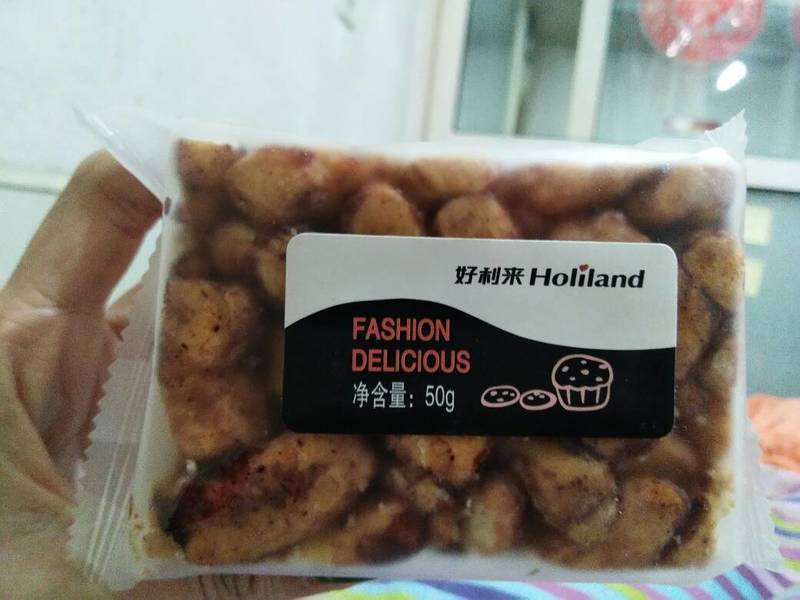 好利来 Holiland
FASHION
DELICIOUS
净含量：50g